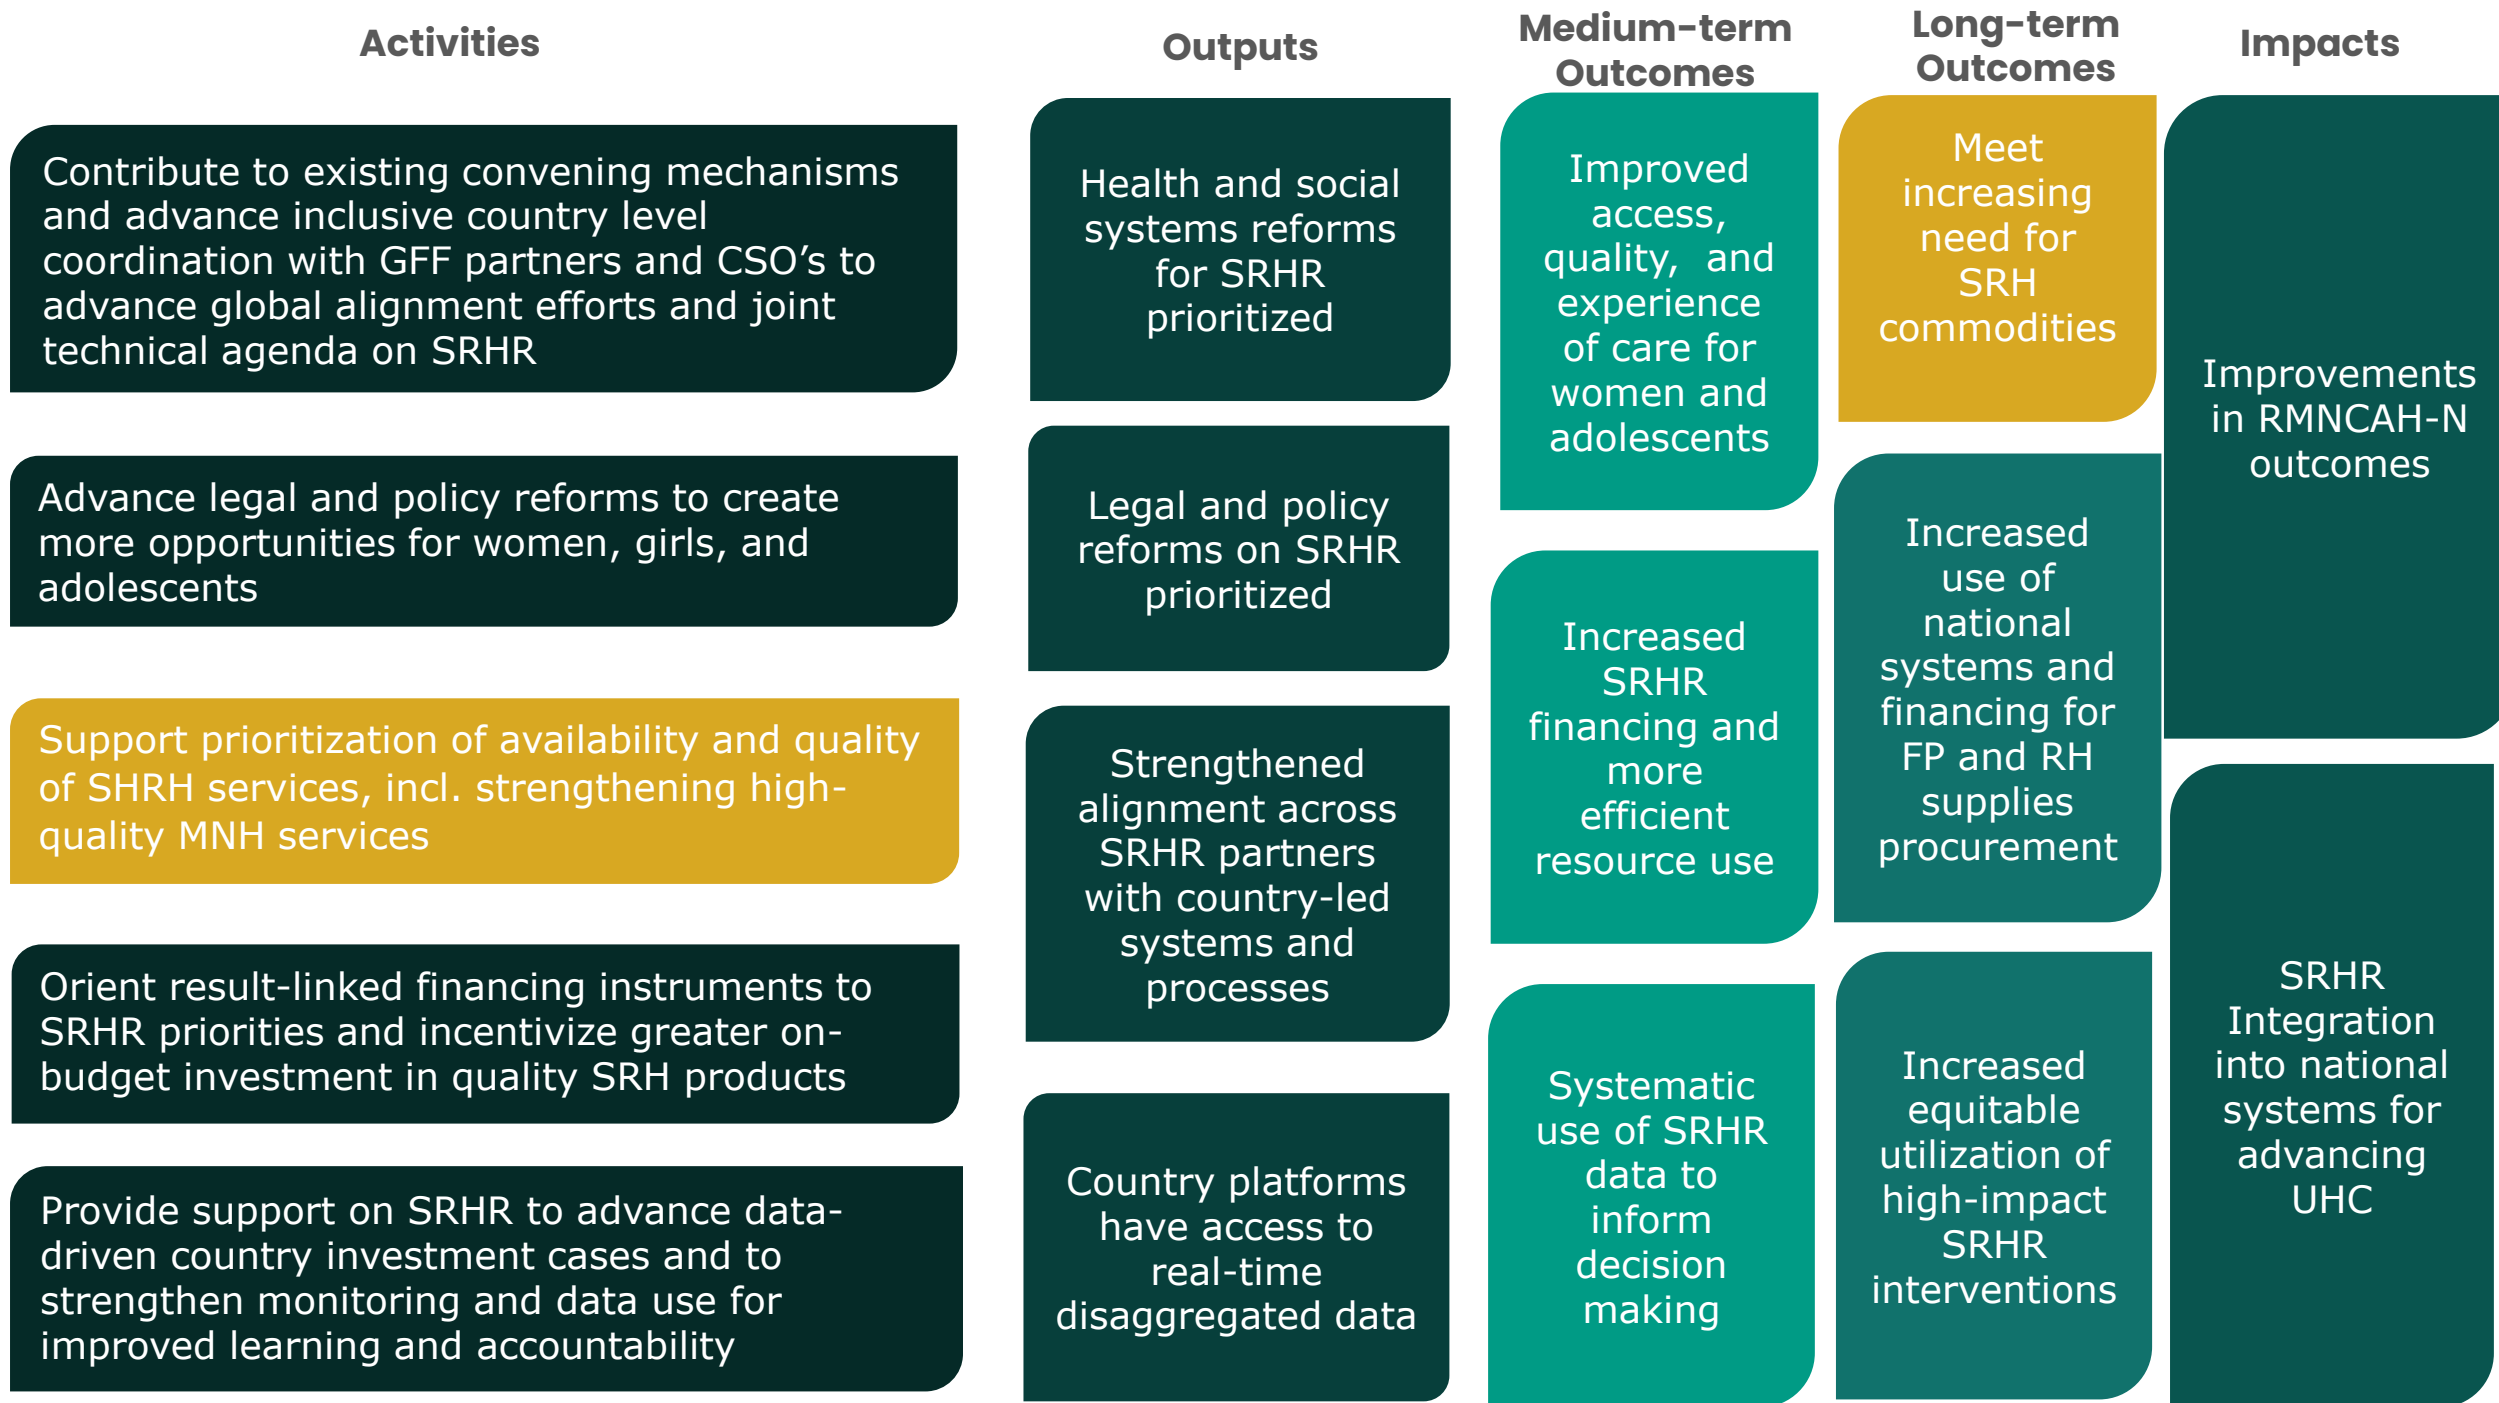 Activities
Contribute to existing convening mechanisms
and advance inclusive country level
coordination with GFF partners and CSO’s to
advance global alignment efforts and joint
technical agenda on SRHR
Advance legal and policy reforms to create
more opportunities for women, girls, and
adolescents
Support prioritization of availability and quality
of SHRH services, incl. strengthening high-
quality MNH services
Orient result-linked financing instruments to
SRHR priorities and incentivize greater on-
budget investment in quality SRH products
Provide support on SRHR to advance data-
driven country investment cases and to
strengthen monitoring and data use for
improved learning and accountability
Outputs
Health and social
systems reforms
for SRHR
prioritized
Legal and policy
reforms on SRHR
prioritized
Strengthened
alignment across
SRHR partners
with country-led
systems and
processes
Country platforms
have access to
real-time
disaggregated data
Medium-term
Outcomes
Improved
access,
quality, and
experience
of care for
women and
adolescents
Increased
SRHR
financing and
more
efficient
resource use
Systematic
use of SRHR
data to
inform
decision
making
Long-term
Outcomes
Meet
increasing
need for
SRH
commodities
Increased
use of
national
systems and
financing for
FP and RH
supplies
procurement
Increased
equitable
utilization of
high-impact
SRHR
interventions
Impacts
Improvements
in RMNCAH-N
outcomes
SRHR
Integration
into national
systems for
advancing
UHC